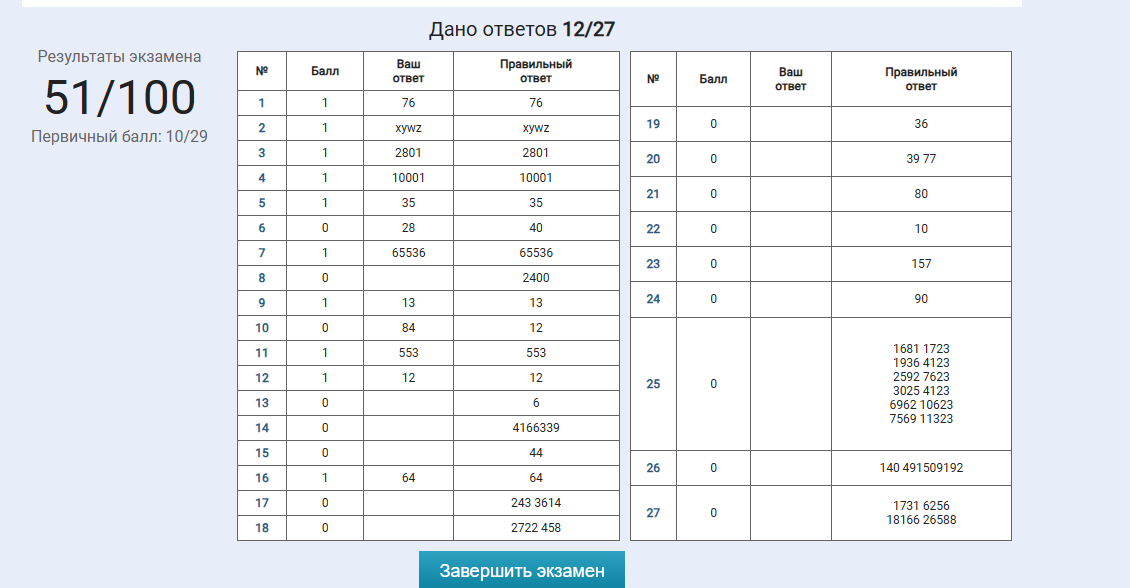 Дано ответов 12/27
Результаты экзамена
51/100
Первичный балл: 10/29
№ Балл Ваш ответ Правильный ответ
1 1 76 76
2 1 xywz xywz
3 1 2801 2801
4 1 10001 10001
5 1 35 35
6 0 28 40
7 1 65536 65536
8 0 2400
9 1 13 13
10 0 84 12
11 1 553 553
12 1 12 12
13 0 6
14 0 4166339
15 0 44
16 1 64 64
17 0 243 3614
18 0 2722 458
№ Балл Ваш ответ Правильный ответ
19 0 36
20 0 39 77
21 0 80
22 0 10
23 0 157
24 0 90
25 0 1681 1723
1936 4123
2592 7623
3025 4123
6962 10623
7569 11323
26 0 140 491509192
27 0 1731 6256
18166 26588
Завершить экзамен